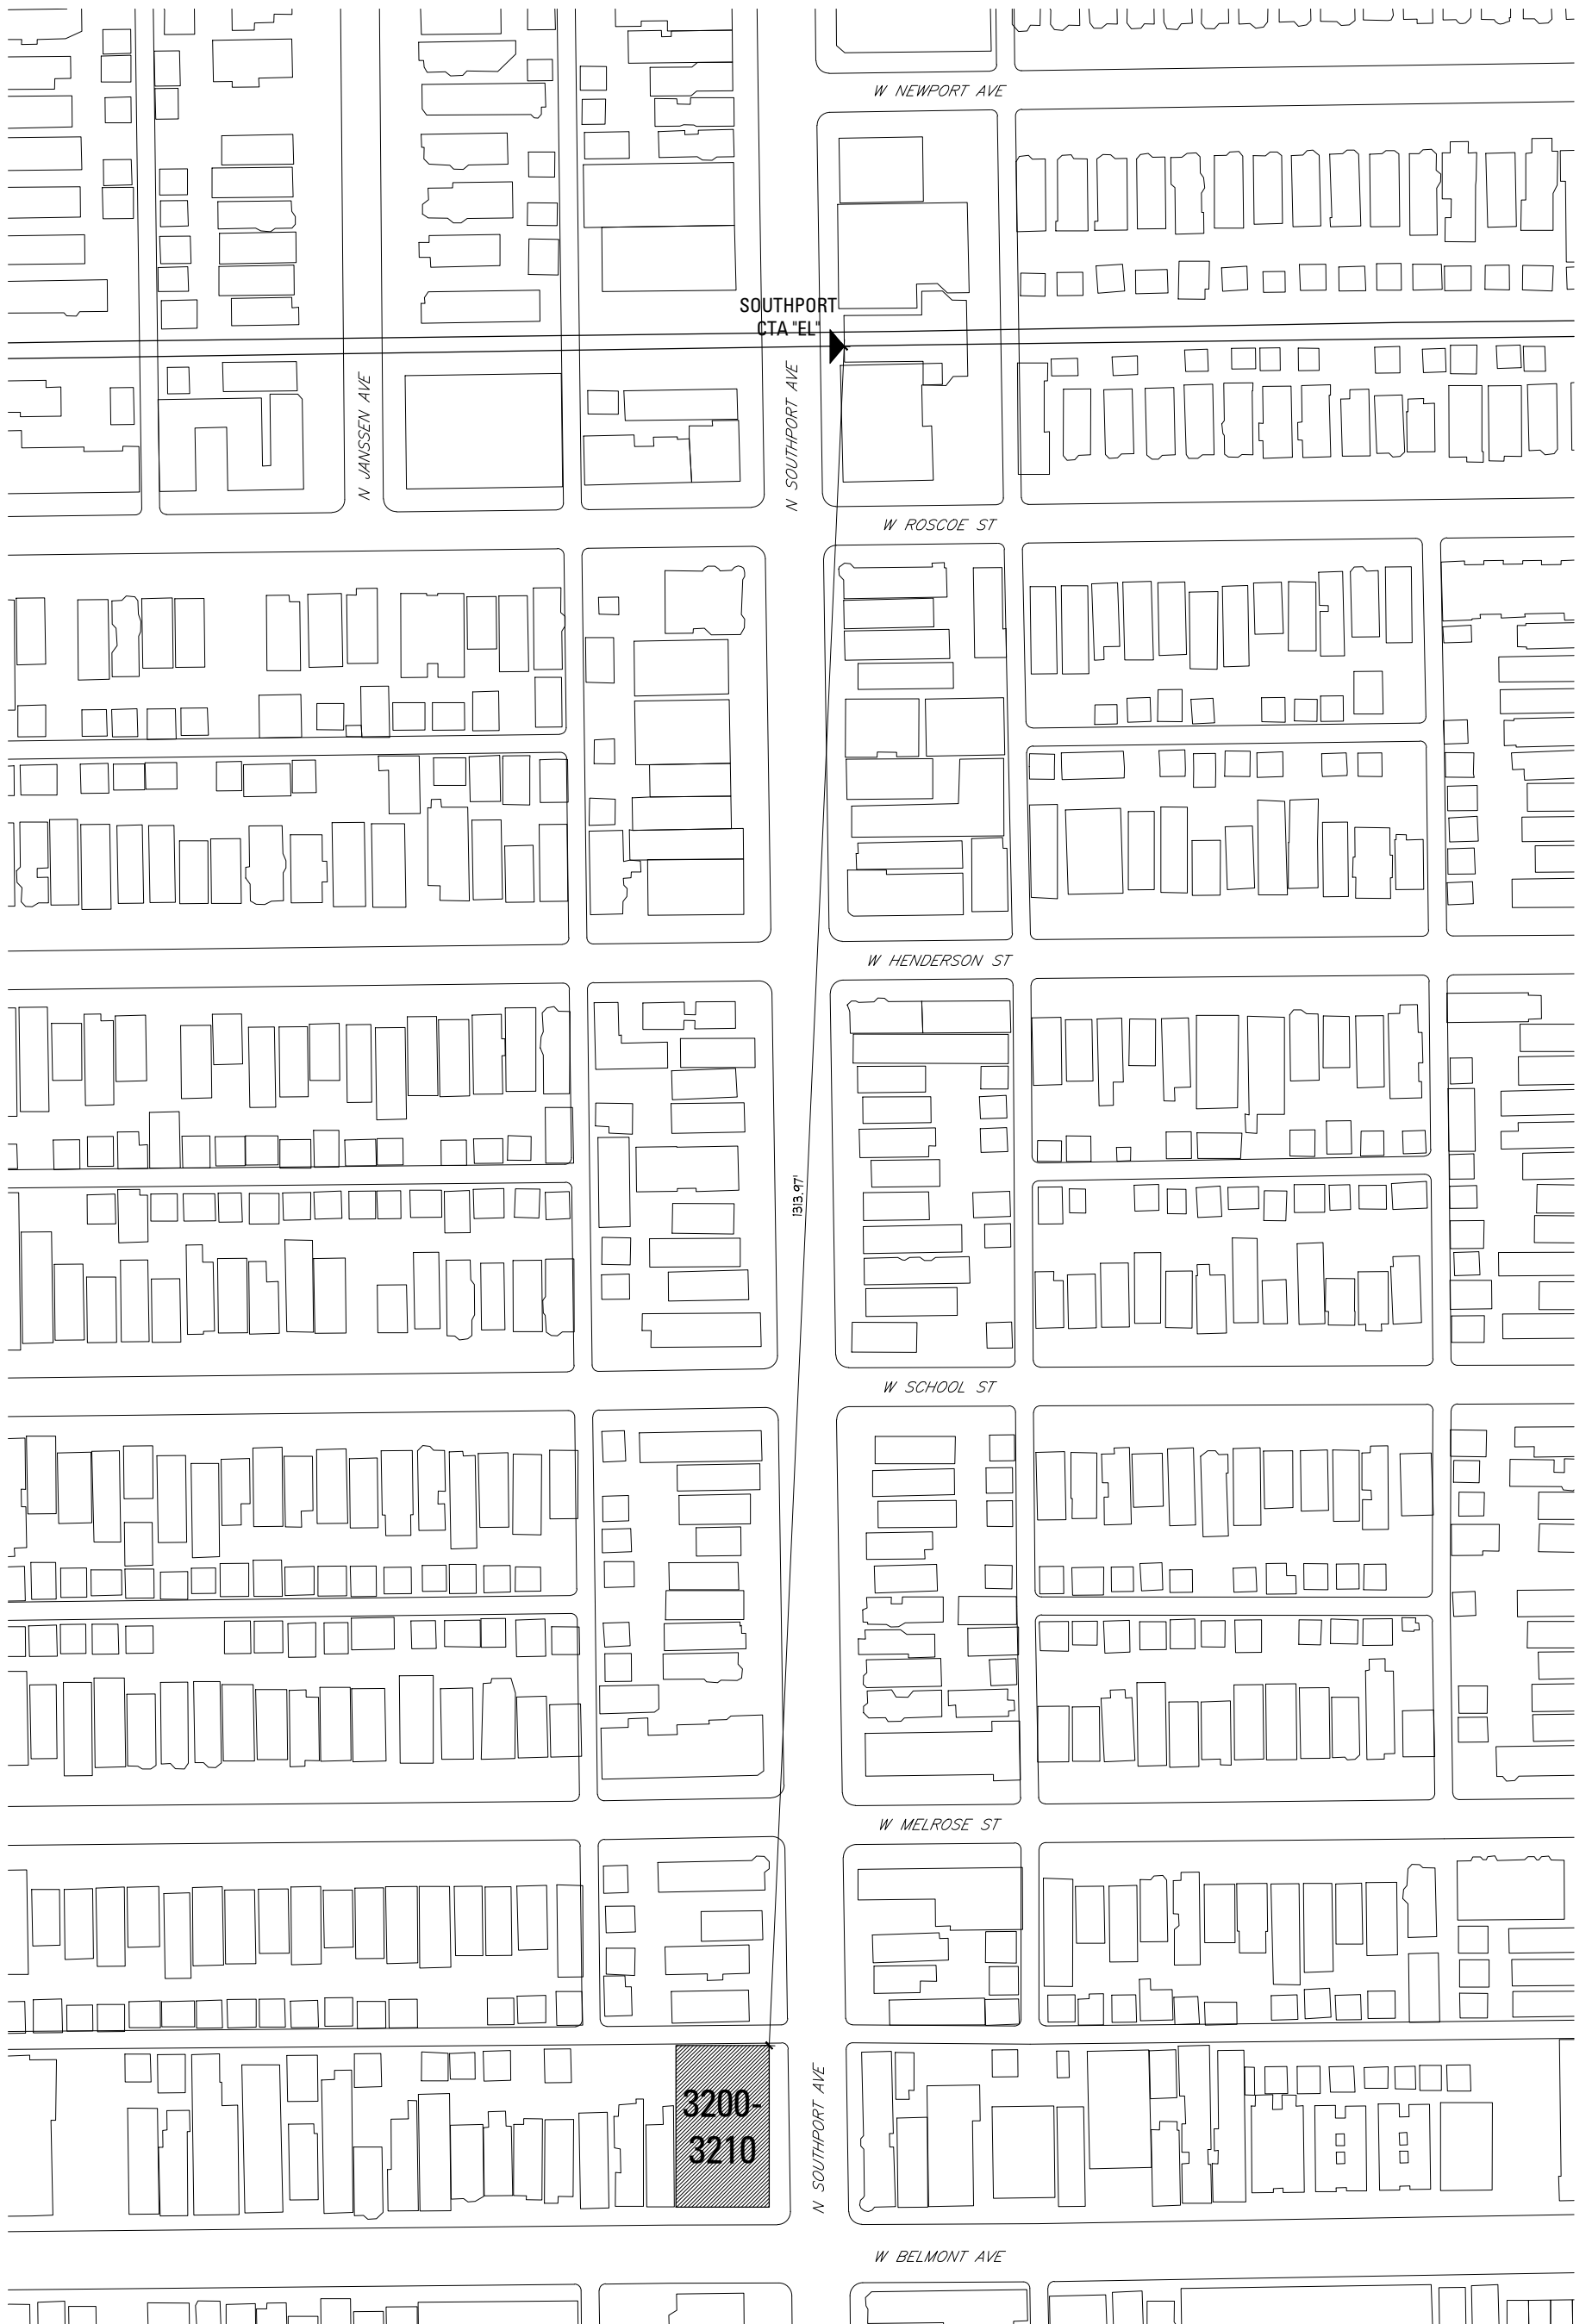 W NEWPORT AVE
SOUTHPORT
CTA "EL"
N JANSSEN AVE
N SOUTHPORT AVE
W ROSCOE ST
W HENDERSON ST
1313.97'
W SCHOOL ST
W MELROSE ST
3200-
3210
N SOUTHPORT AVE
W BELMONT AVE